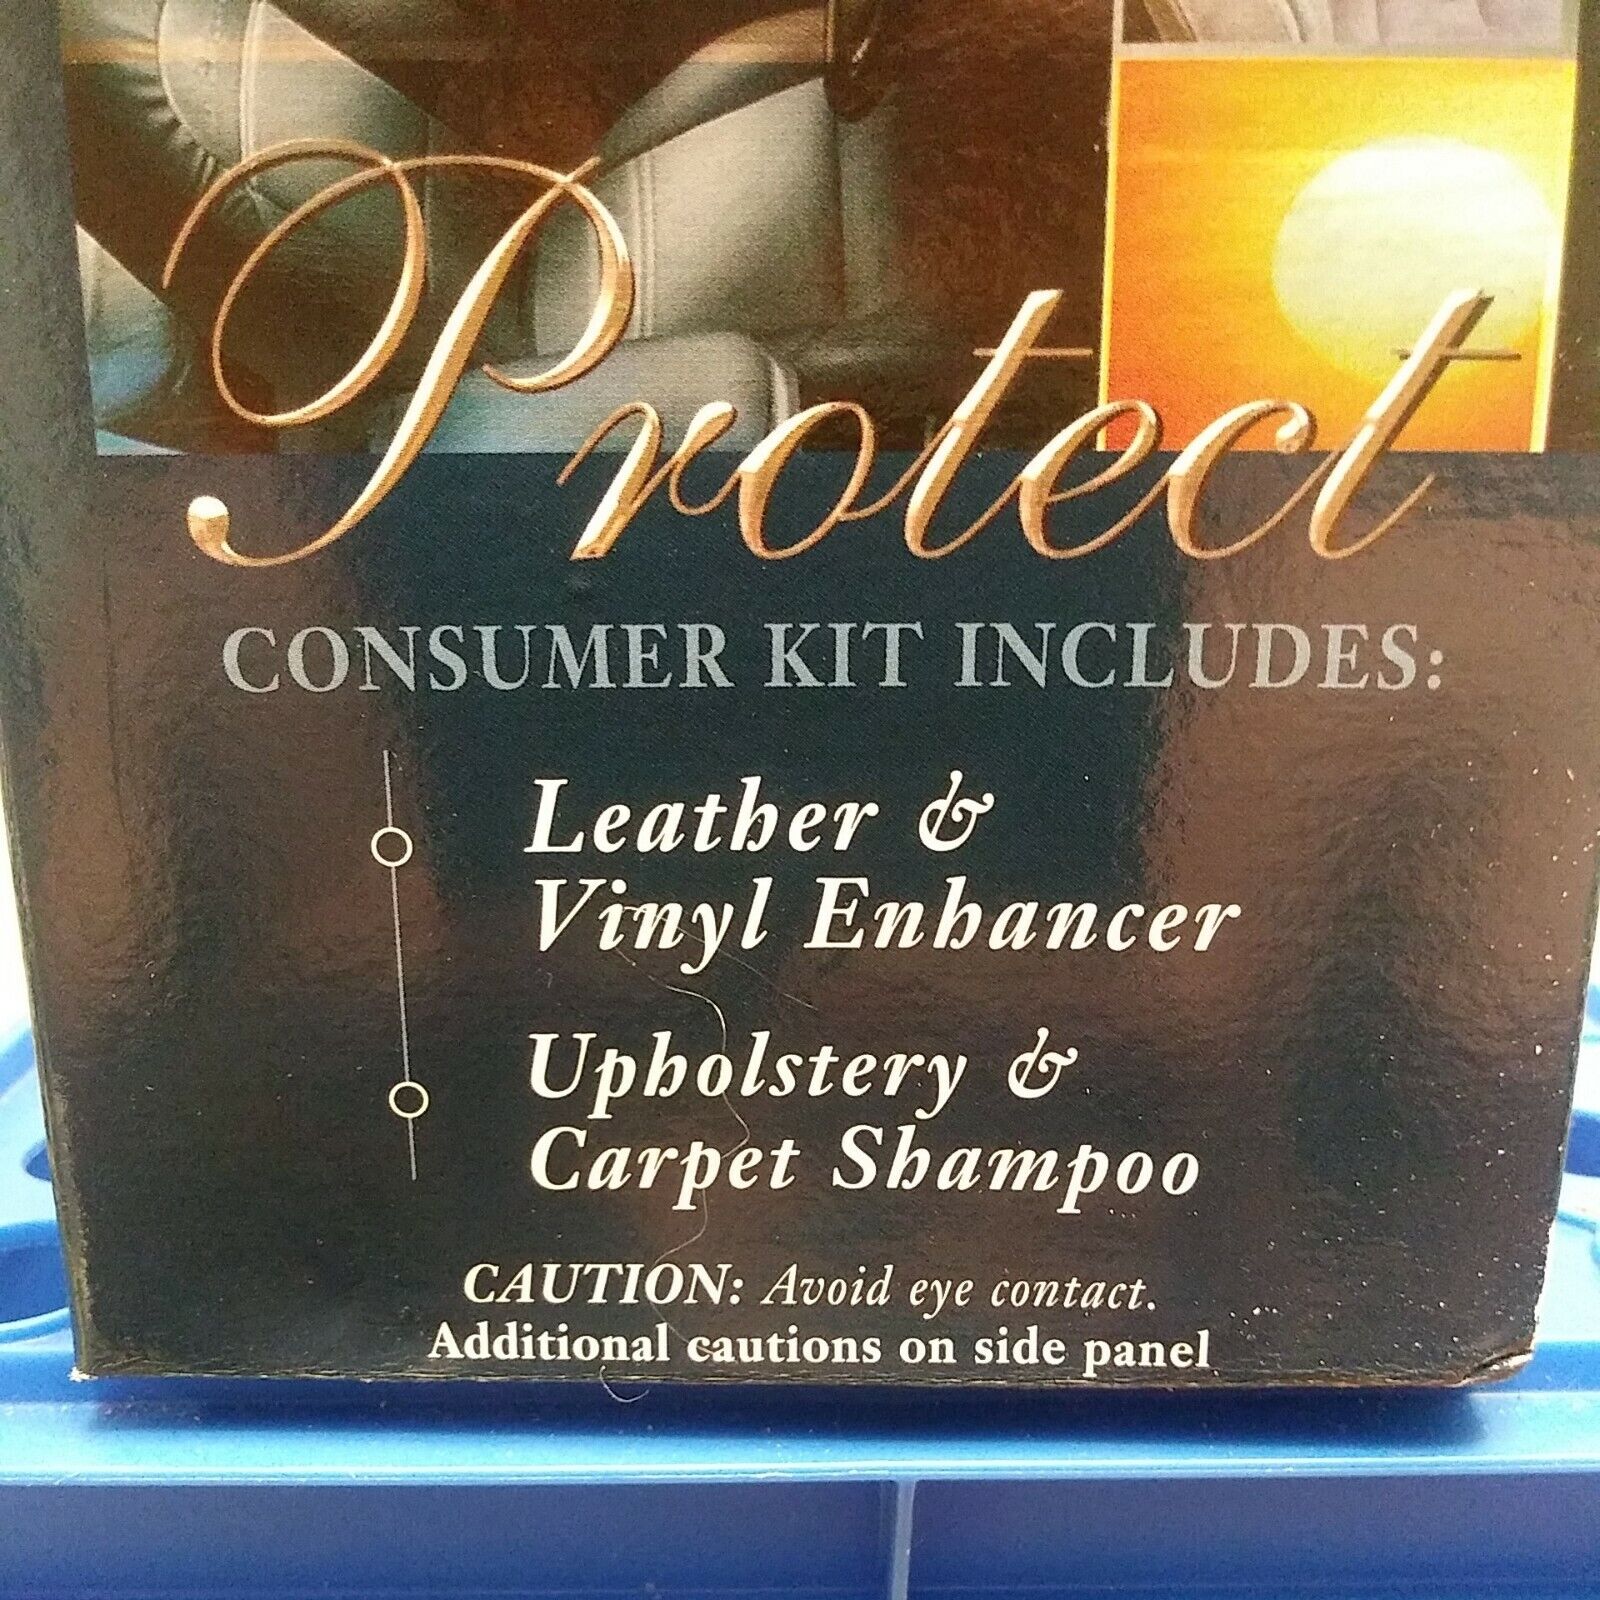 Protect
CONSUMER KIT INCLUDES:
Leather &
Vinyl Enhancer
Upholstery &
Carpet Shampoo
CAUTION: Avoid eye contact.
Additional cautions on side panel